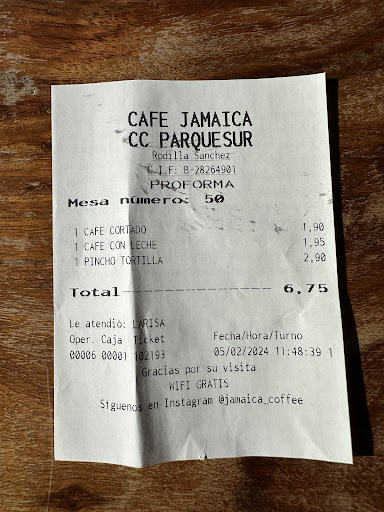 CAFE JAMAICA
CC PARQUESUR
Rodilla Sanchez
C.I.F: B-28264901
PROFORMA
Mesa número: 50
1 CAFE CORTADO 1,90
1 CAFE CON LECHE 1,95
1 PINCHO TORTILLA 2,90
Total------------------ 6,75
Le atendió: LARISA
Oper. Caja Ticket Fecha/Hora/Turno
00006 00001 102193 05/02/2024 11:48:39 1
Gracias por su visita
WIFI GRATIS
Siguenos en Instagram @jamaica_coffee